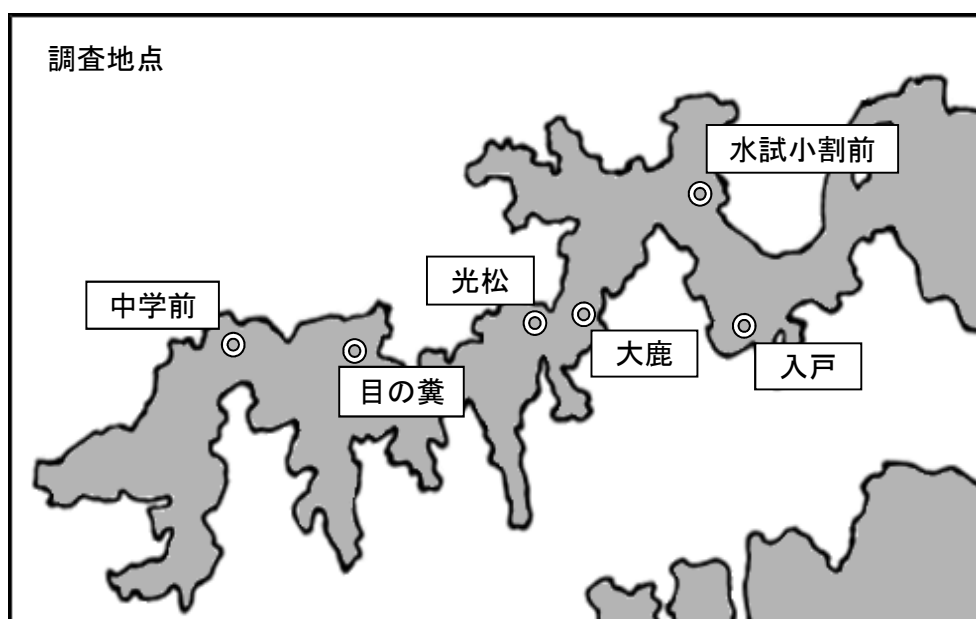 調査地点
水試小割前
光松
中学前
大鹿
入戸
目の糞